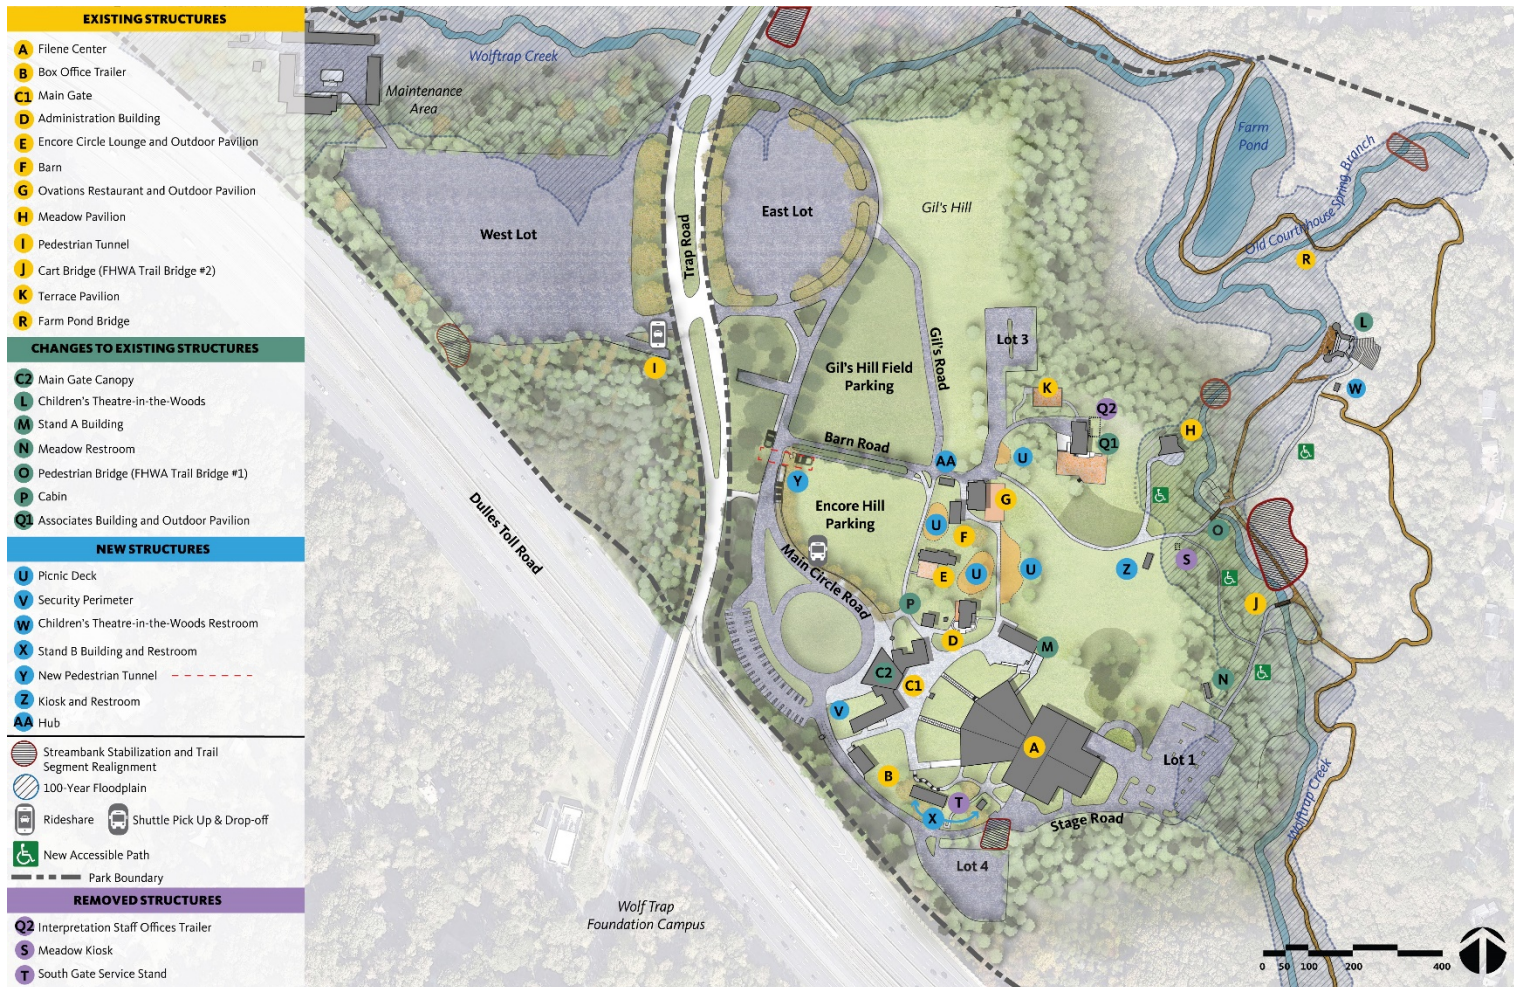 EXISTING STRUCTURES
A Filene Center
B Box Office Trailer
C1 Main Gate
D Administration Building
E Encore Circle Lounge and Outdoor Pavilion
F Barn
G Ovations Restaurant and Outdoor Pavilion
H Meadow Pavilion
I Pedestrian Tunnel
J Cart Bridge (FHWA Trail Bridge #2)
K Terrace Pavilion
R Farm Pond Bridge
CHANGES TO EXISTING STRUCTURES
C2 Main Gate Canopy
L Children's Theatre-in-the-Woods
M Stand A Building
N Meadow Restroom
O Pedestrian Bridge (FHWA Trail Bridge #1)
P Cabin
Q1 Associates Building and Outdoor Pavilion
NEW STRUCTURES
U Picnic Deck
V Security Perimeter
W Children's Theatre-in-the-Woods Restroom
X Stand B Building and Restroom
Y New Pedestrian Tunnel
Z Kiosk and Restroom
AA Hub
Streambank Stabilization and Trail
Segment Realignment
100-Year Floodplain
Rideshare
Shuttle Pick Up & Drop-off
New Accessible Path
Park Boundary
REMOVED STRUCTURES
Q2 Interpretation Staff Offices Trailer
S Meadow Kiosk
T South Gate Service Stand
Wolftrap Creek
Maintenance
Area
West Lot
East Lot
Trap Road
Gil's Hill
Farm
Pond
Old Courthouse Spring Branch
R
L
W
I
Gil's Hill Field
Parking
Gil's Road
Lot 3
K
Q2
Q1
H
Barn Road
AA
U
Y
Encore Hill
Parking
G
U
F
O
Dulles Toll Road
Main Circle Road
E
U
U
Z
S
P
J
D
M
C2
C1
N
V
A
Lot 1
B
T
X
Stage Road
Wolftrap Creek
Lot 4
Wolf Trap
Foundation Campus
0 50 100 200 400